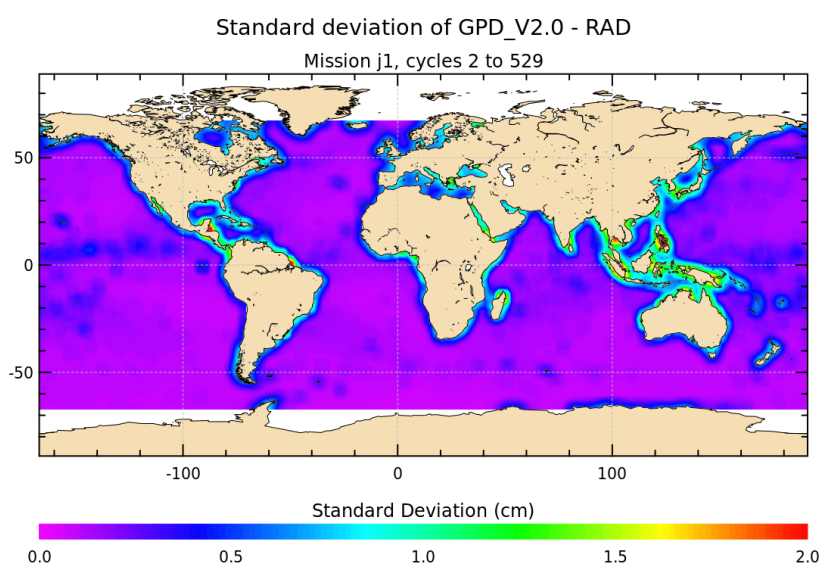 Standard deviation of GPD_V2.0 - RAD
Mission j1, cycles 2 to 529
50
0
-50
-100 0 100
Standard Deviation (cm)
0.0 0.5 1.0 1.5 2.0